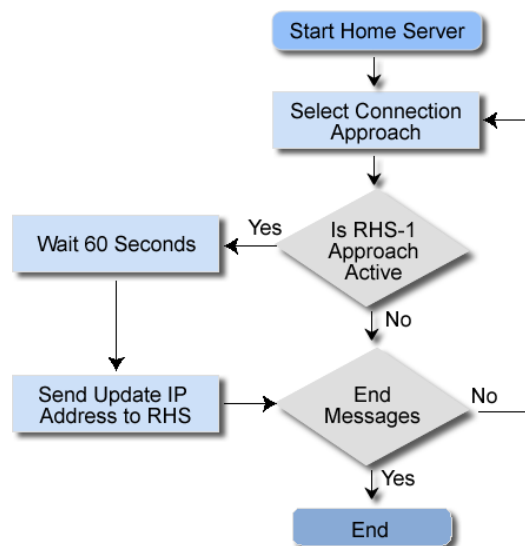 Start Home Server
Select Connection
Approach
Is RHS-1
Approach
Active
Yes
Wait 60 Seconds
No
Send Update IP
Address to RHS
End
Messages
No
Yes
End